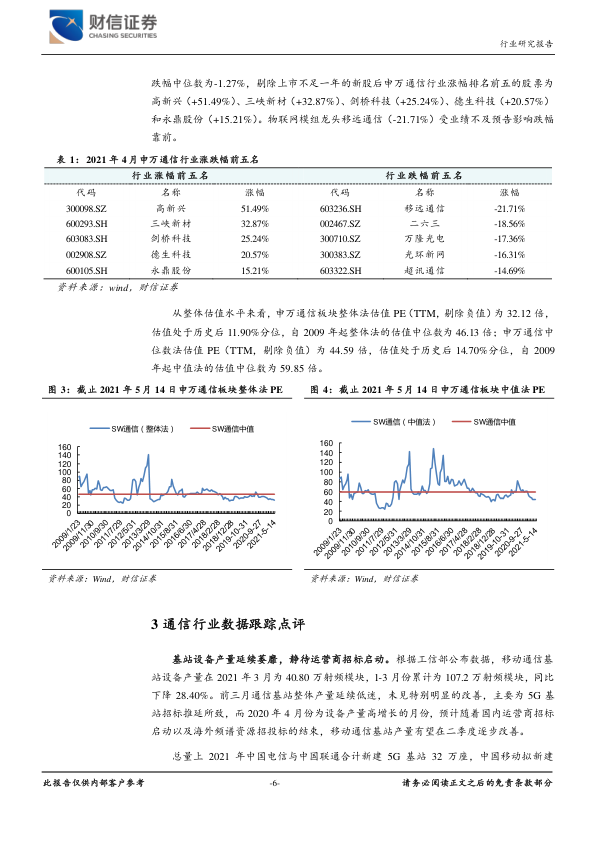 财信证券
CHASING SECURITIES
行业研究报告
跌幅中位数为-1.27%，剔除上市不足一年的新股后申万通信行业涨幅排名前五的股票为
高新兴（+51.49%）、三峡新材（+32.87%）、剑桥科技（+25.24%）、德生科技（+20.57%）
和永鼎股份（+15.21%）。物联网模组龙头移远通信（-21.71%）受业绩不及预告影响跌幅
靠前。
表 1：2021 年 4 月申万通信行业涨跌幅前五名
行业涨幅前五名 行业跌幅前五名
代码 名称 涨幅 代码 名称 涨幅
300098.SZ 高新兴 51.49% 603236.SH 移远通信 -21.71%
600293.SH 三峡新材 32.87% 002467.SZ 二六三 -18.56%
603083.SH 剑桥科技 25.24% 300710.SZ 万隆光电 -17.36%
002908.SZ 德生科技 20.57% 300383.SZ 光环新网 -16.31%
600105.SH 永鼎股份 15.21% 603322.SH 超讯通信 -14.69%
资料来源：wind，财信证券
从整体估值水平来看，申万通信板块整体法估值 PE（TTM，剔除负值）为 32.12 倍，
估值处于历史后 11.90%分位，自 2009 年起整体法的估值中位数为 46.13 倍；申万通信中
位数法估值 PE（TTM，剔除负值）为 44.59 倍，估值处于历史后 14.70%分位，自 2009
年起中值法的估值中位数为 59.85 倍。
图 3：截止 2021 年 5 月 14 日申万通信板块整体法 PE
SW通信（整体法） SW通信中值
160
140
120
100
80
60
40
20
0
2009/1/23 2009/11/30 2010/9/30 2011/7/29 2012/5/31 2013/3/29 2014/10/31 2015/8/31 2016/6/30 2017/4/28 2018/2/28 2018/12/28 2019-10-31 2020-9-27 2021-5-14
资料来源：Wind，财信证券
图 4：截止 2021 年 5 月 14 日申万通信板块中值法 PE
SW通信（中值法） SW通信中值
160
140
120
100
80
60
40
20
0
2009/1/23 2009/11/30 2010/9/30 2011/7/29 2012/5/31 2013/3/29 2014/10/31 2015/8/31 2016/6/30 2017/4/28 2018/2/28 2018/12/28 2019-10-31 2020-9-27 2021-5-14
资料来源：Wind，财信证券
3 通信行业数据跟踪点评
基站设备产量延续萎靡，静待运营商招标启动。根据工信部公布数据，移动通信基
站设备产量在 2021 年 3 月为 40.80 万射频模块，1-3 月份累计为 107.2 万射频模块，同比
下降 28.40%。前三月通信基站整体产量延续低迷，未见特别明显的改善，主要为 5G 基
站招标推延所致，而 2020 年 4 月份为设备产量高增长的月份，预计随着国内运营商招标
启动以及海外频谱资源招投标的结束，移动通信基站产量有望在二季度逐步改善。
总量上 2021 年中国电信与中国联通合计新建 5G 基站 32 万座，中国移动拟新建
此报告仅供内部客户参考 -6- 请务必阅读正文之后的免责条款部分